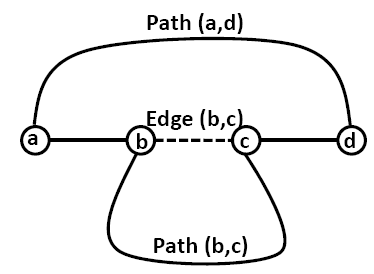 Path (a,d)
Edge (b,c)
a b c d
Path (b,c)